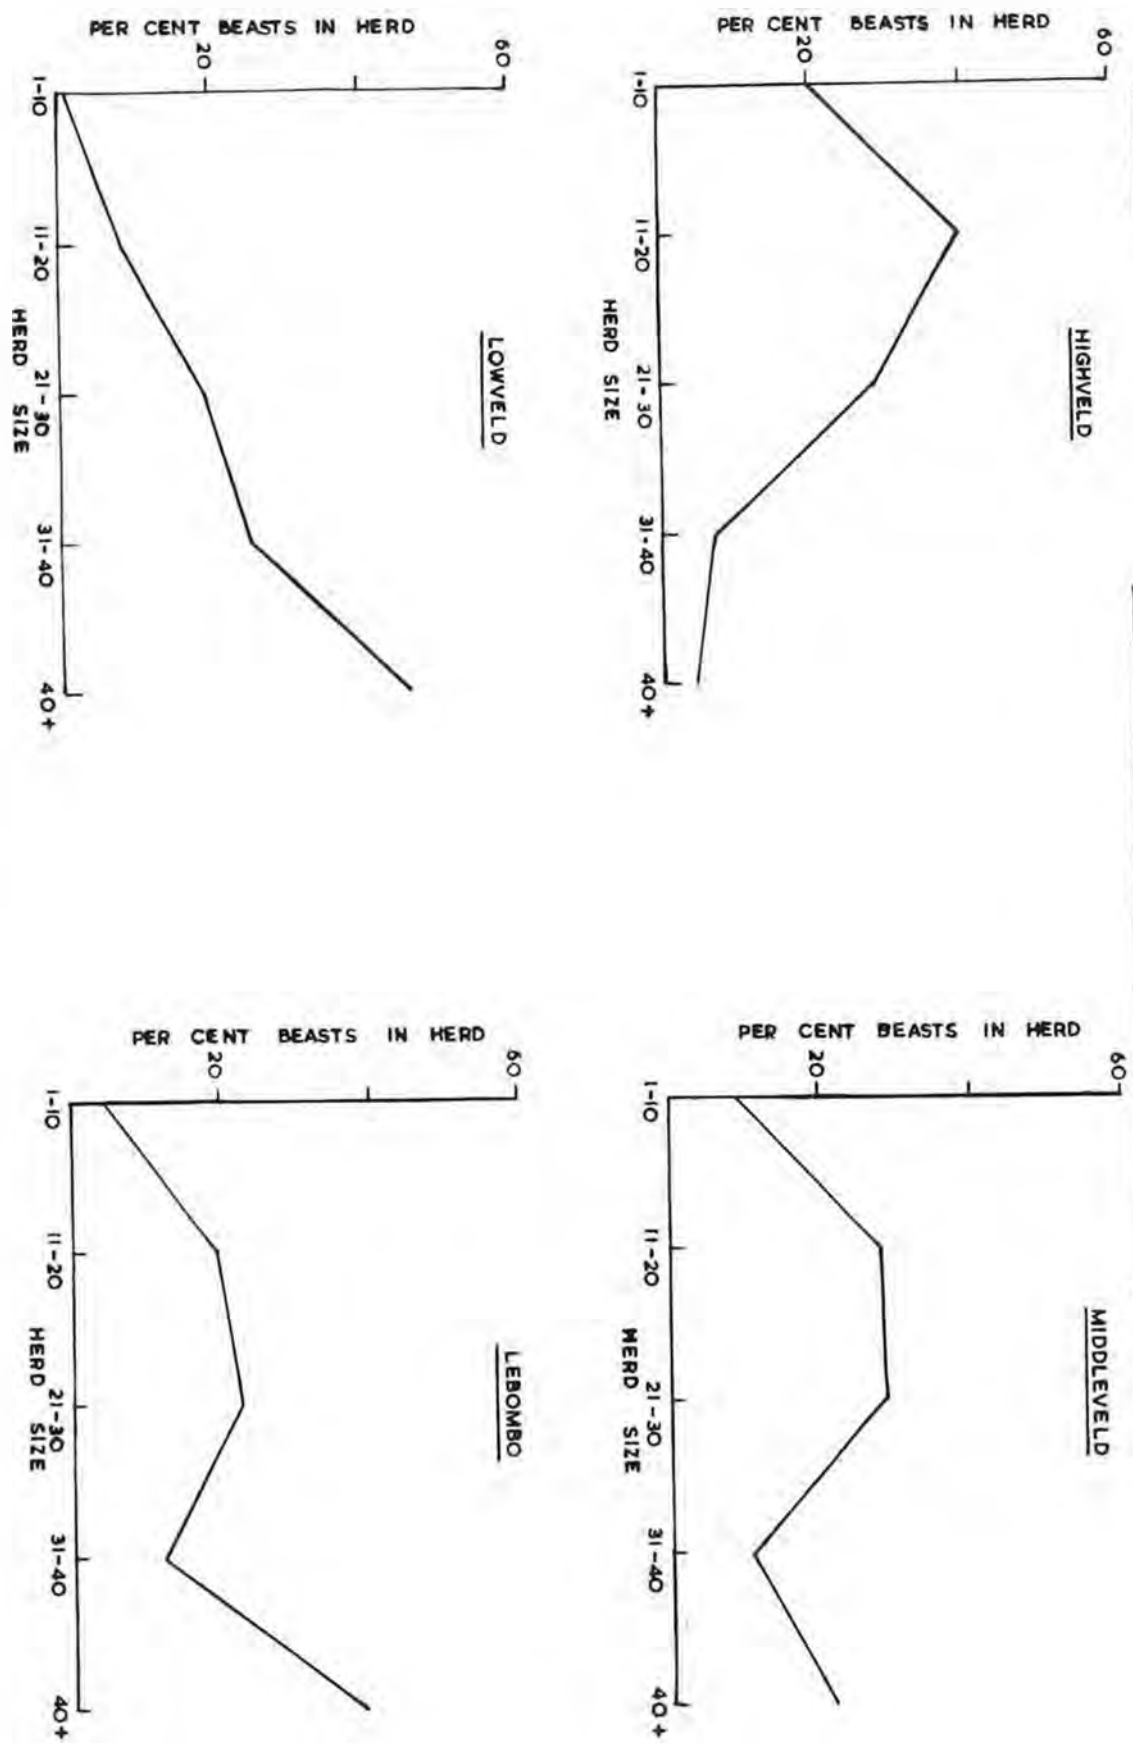 HIGHVELD
60
20
PER CENT BEASTS IN HERD
1-10
11-20
21-30
31-40
40+
HERD SIZE
MIDDLEVELD
60
20
PER CENT BEASTS IN HERD
1-10
11-20
21-30
31-40
40+
MERD SIZE
LOWVELD
60
20
PER CENT BEASTS IN HERD
1-10
11-20
21-30
31-40
40+
HERD SIZE
LEBOMBO
60
20
PER CENT BEASTS IN HERD
1-10
11-20
21-30
31-40
40+
HERD SIZE